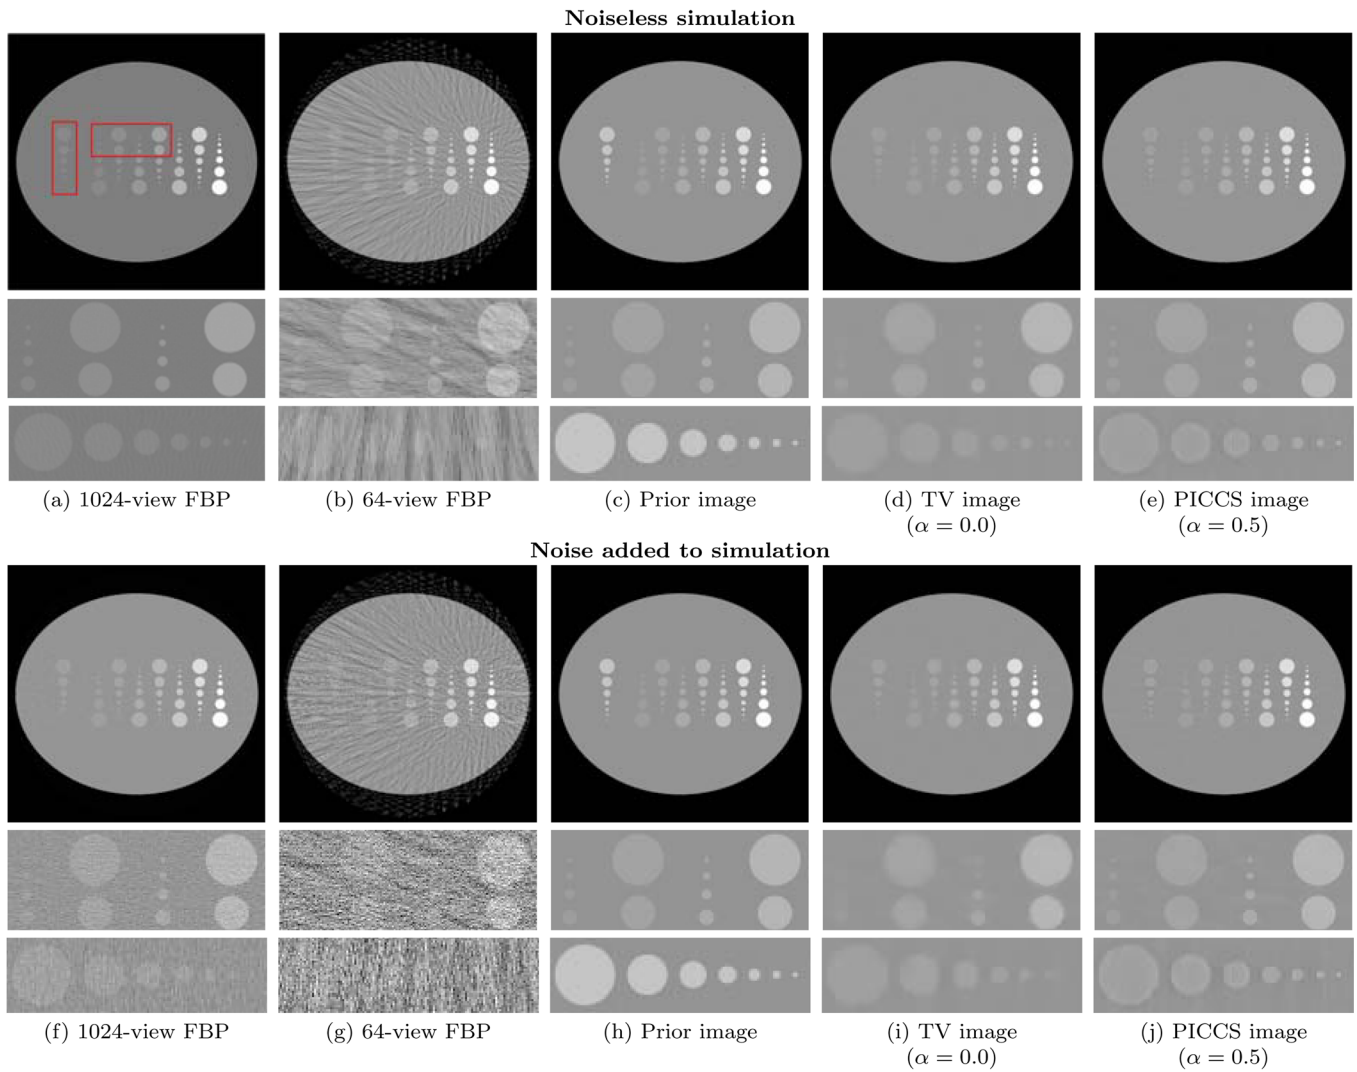 Noiseless simulation
(a) 1024-view FBP
(b) 64-view FBP
(c) Prior image
(d) TV image
(α = 0.0)
(e) PICCS image
(α = 0.5)
Noise added to simulation
(f) 1024-view FBP
(g) 64-view FBP
(h) Prior image
(i) TV image
(α = 0.0)
(j) PICCS image
(α = 0.5)